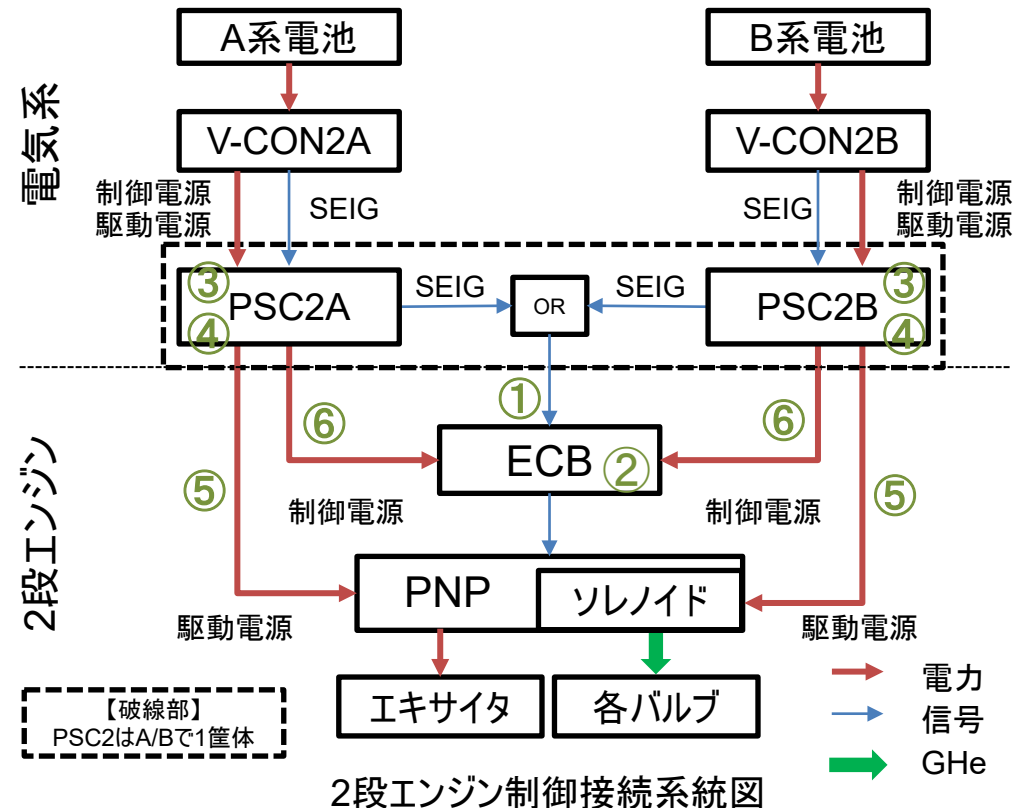 A系電池
B系電池
電気系
V-CON2A
V-CON2B
制御電源
駆動電源
SEIG
SEIG
制御電源
駆動電源
③
PSC2A
④
SEIG
OR
SEIG
③
PSC2B
④
①
⑥
⑥
ECB
②
⑤
⑤
制御電源
制御電源
2段エンジン
PNP
ソレノイド
駆動電源
駆動電源
エキサイタ
各バルブ
電力
信号
GHe
【破線部】
PSC2はA/Bで1筐体
2段エンジン制御接続系統図